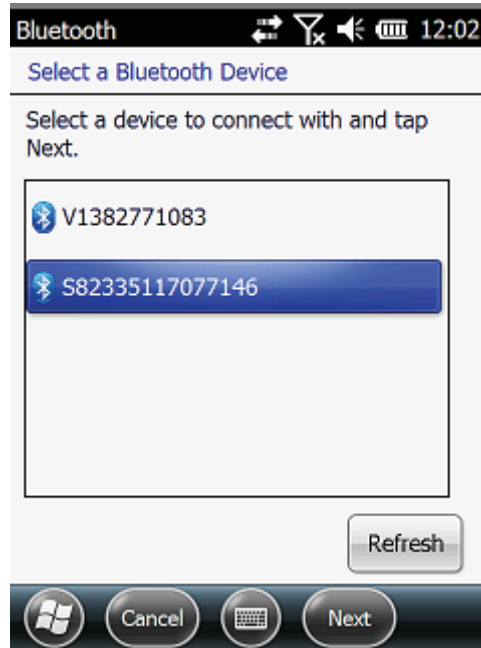 Bluetooth 12:02
Select a Bluetooth Device
Select a device to connect with and tap
Next.
V1382771083
S82335117077146
Refresh
Cancel Next